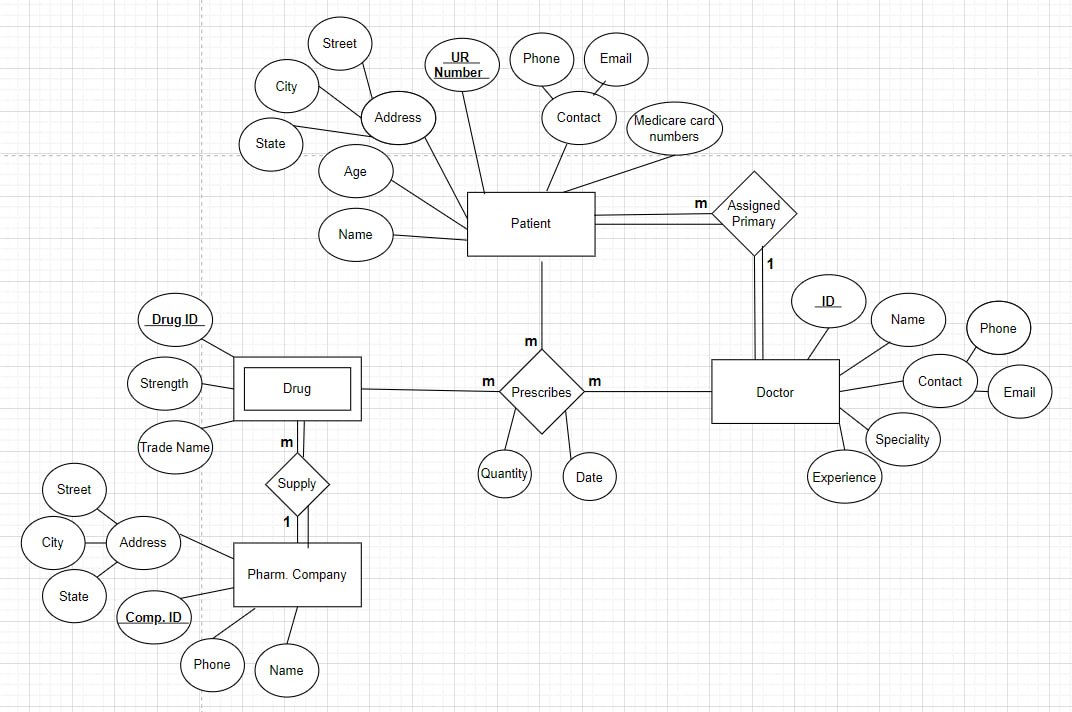 Street
UR
Number
Phone
Email
City
Address
Contact
Medicare card
numbers
State
Age
Patient
m
Assigned
Primary
Name
1
Drug ID
ID
Name
Phone
m
Strength
Drug
m
Prescribes
m
Doctor
Contact
Email
Trade Name
m
Speciality
Supply
Quantity
Date
Experience
Street
1
City
Address
Pharm. Company
State
Comp. ID
Phone
Name